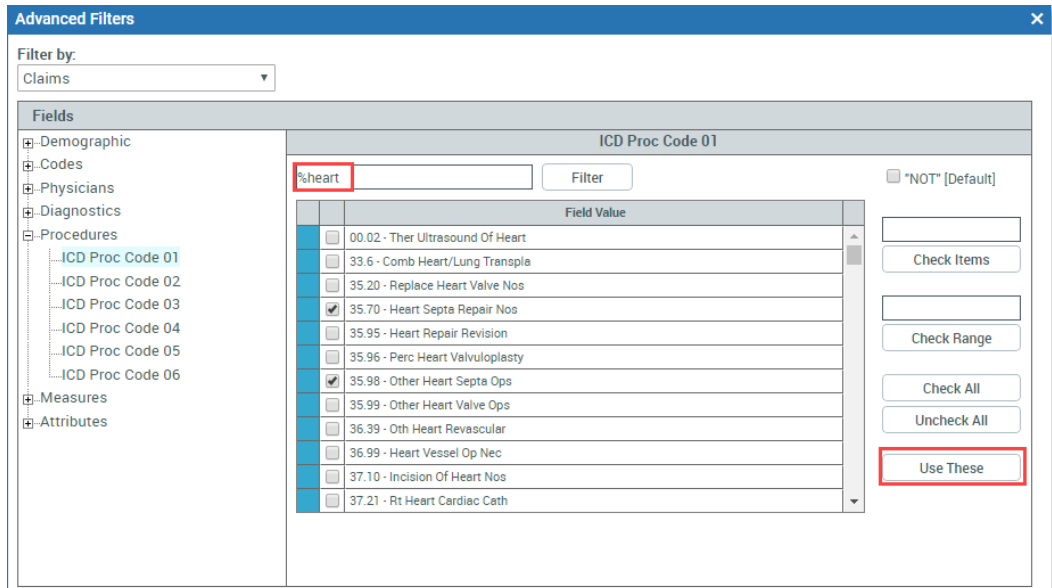 Advanced Filters
Filter by:
Claims
Fields
Demographic
Codes
Physicians
Diagnostics
Procedures
ICD Proc Code 01
ICD Proc Code 02
ICD Proc Code 03
ICD Proc Code 04
ICD Proc Code 05
ICD Proc Code 06
Measures
Attributes
ICD Proc Code 01
%heart
Filter
"NOT" [Default]
Field Value
00.02 - Ther Ultrasound Of Heart
33.6 - Comb Heart/Lung Transpla
35.20 - Replace Heart Valve Nos
35.70 - Heart Septa Repair Nos
35.95 - Heart Repair Revision
35.96 - Perc Heart Valvuloplasty
35.98 - Other Heart Septa Ops
35.99 - Other Heart Valve Ops
36.39 - Oth Heart Revascular
36.99 - Heart Vessel Op Nec
37.10 - Incision Of Heart Nos
37.21 - Rt Heart Cardiac Cath
Check Items
Check Range
Check All
Uncheck All
Use These